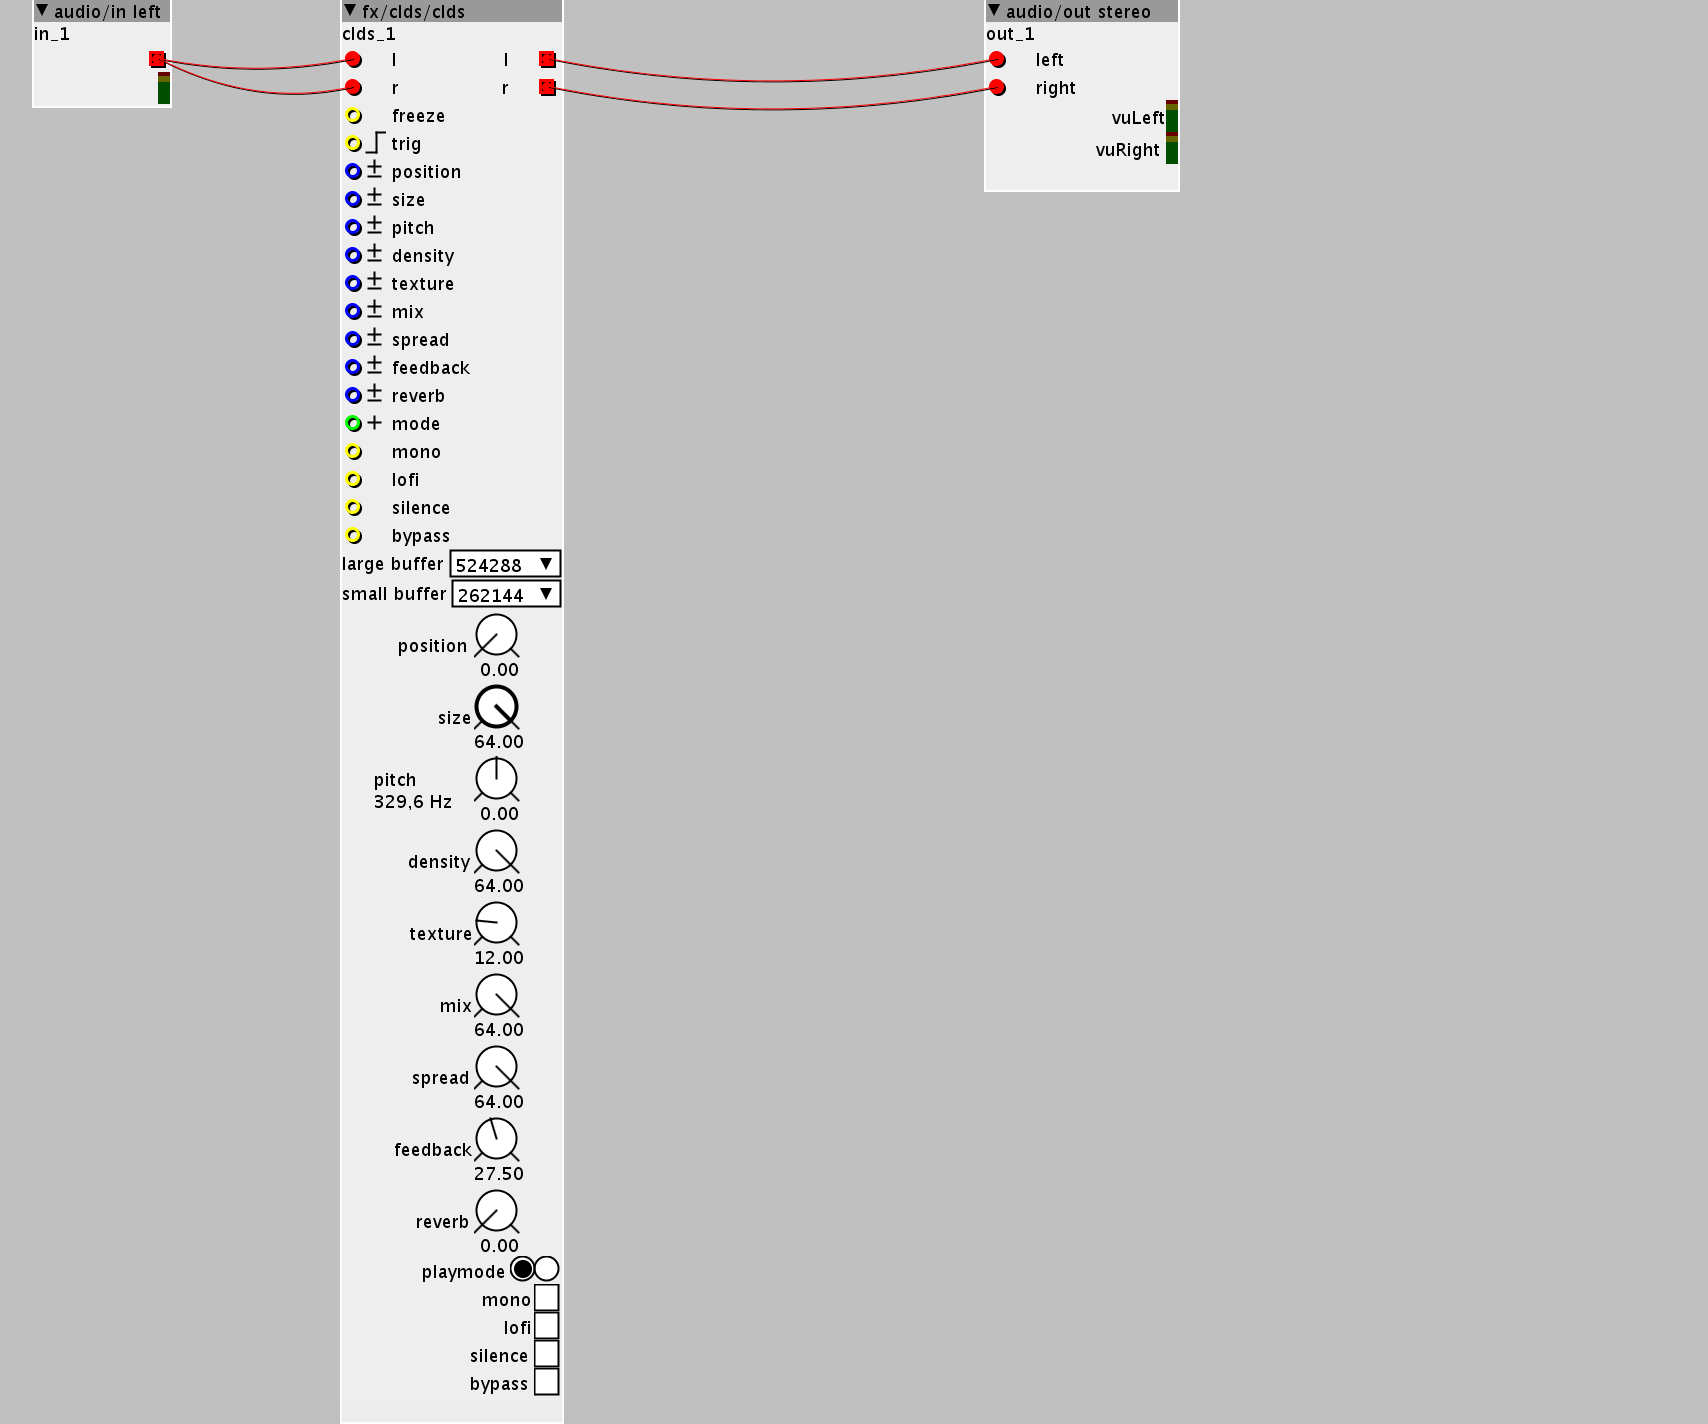 audio/in left
in_1
fx/clds/clds
clds_1
l l
r r
freeze
trig
± position
± size
± pitch
± density
± texture
± mix
± spread
± feedback
± reverb
+ mode
mono
lofi
silence
bypass
large buffer 524288
small buffer 262144
position
0.00
size
64.00
pitch
329,6 Hz
0.00
density
64.00
texture
12.00
mix
64.00
spread
64.00
feedback
27.50
reverb
0.00
playmode
mono
lofi
silence
bypass
audio/out stereo
out_1
left
right
vuLeft
vuRight